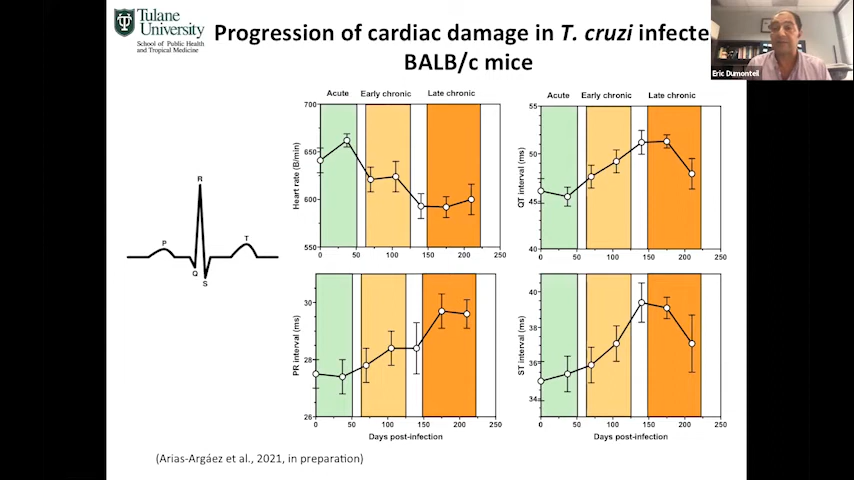 Tulane
University
School of Public Health
and Tropical Medicine
Progression of cardiac damage in T. cruzi infecte
BALB/c mice
Eric Dumonteil
Acute Early chronic Late chronic
700
650
600
550
Heart rate (B/min)
0 50 100 150 200 250
Acute Early chronic Late chronic
55
50
45
40
QT interval (ms)
0 50 100 150 200 250
R
P
T
Q
S
30
28
26
PR interval (ms)
0 50 100 150 200 250
Days post-infection
40
38
36
34
ST interval (ms)
0 50 100 150 200 250
Days post-infection
(Arias-Argáez et al., 2021, in preparation)